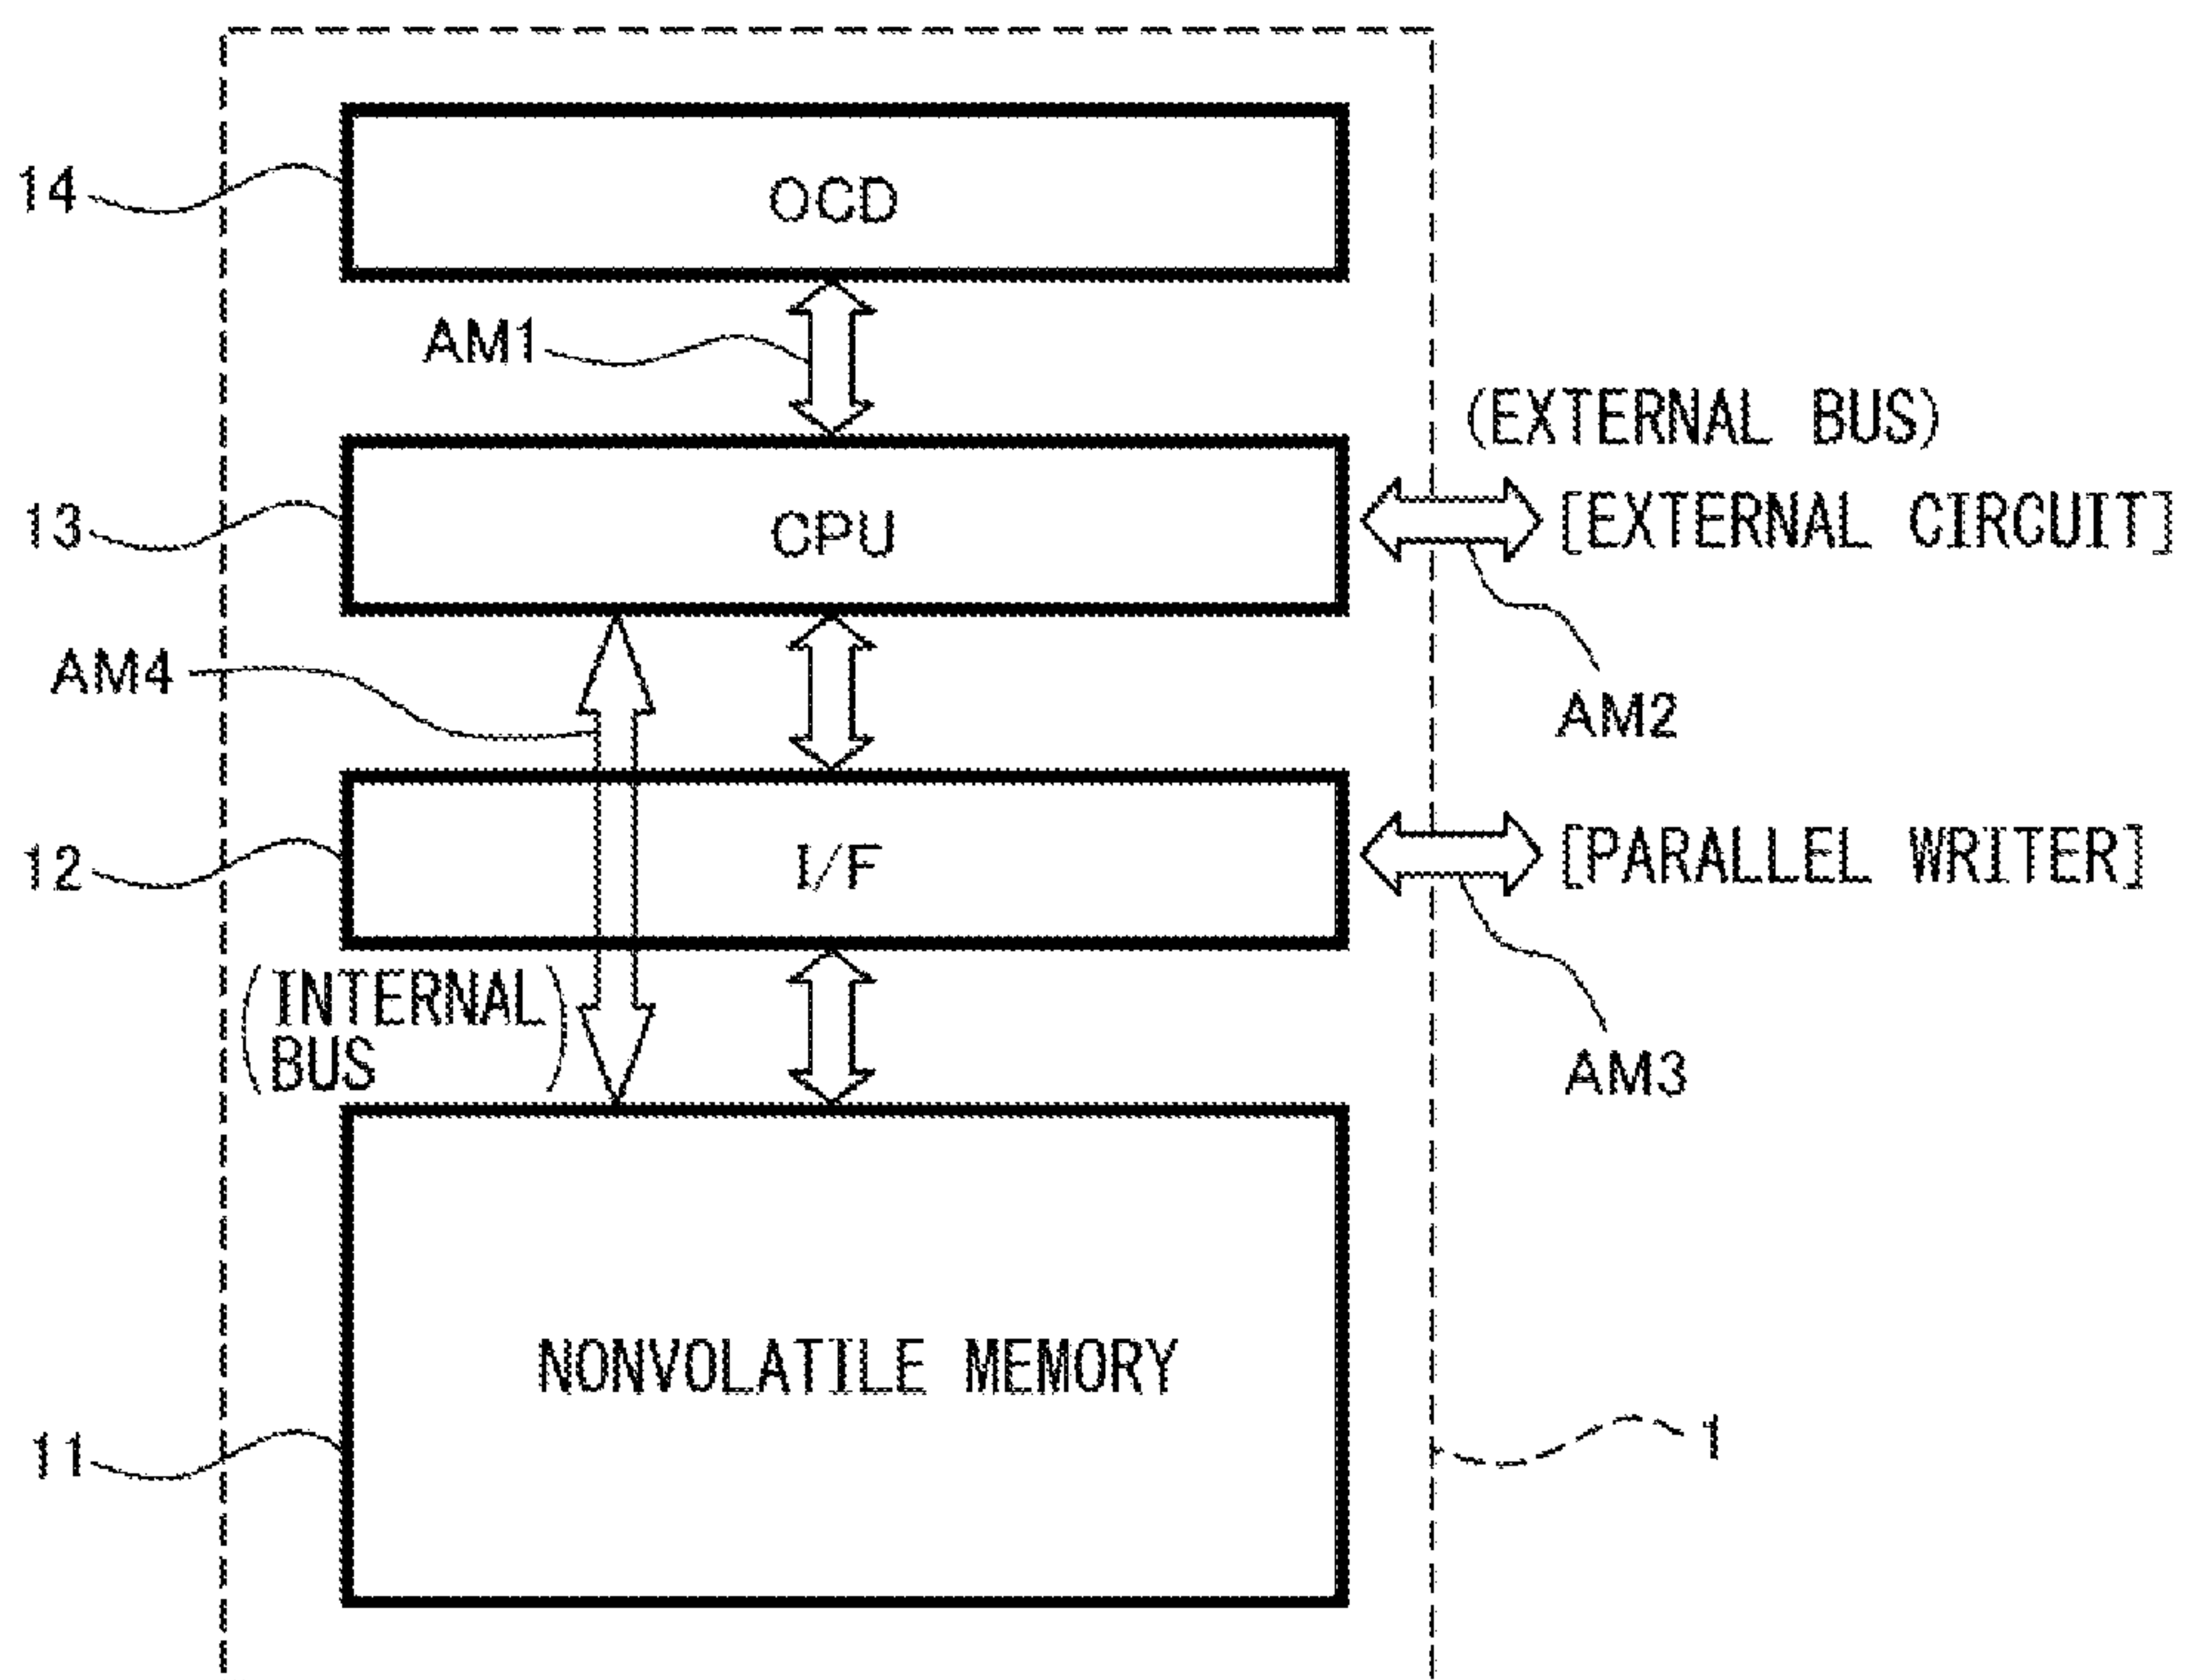 14
OCD
AM1
(EXTERNAL BUS)
13
CPU
[EXTERNAL CIRCUIT]
AM4
AM2
12
I/F
[PARALLEL WRITER]
(INTERNAL
BUS)
AM3
NONVOLATILE MEMORY
11
1